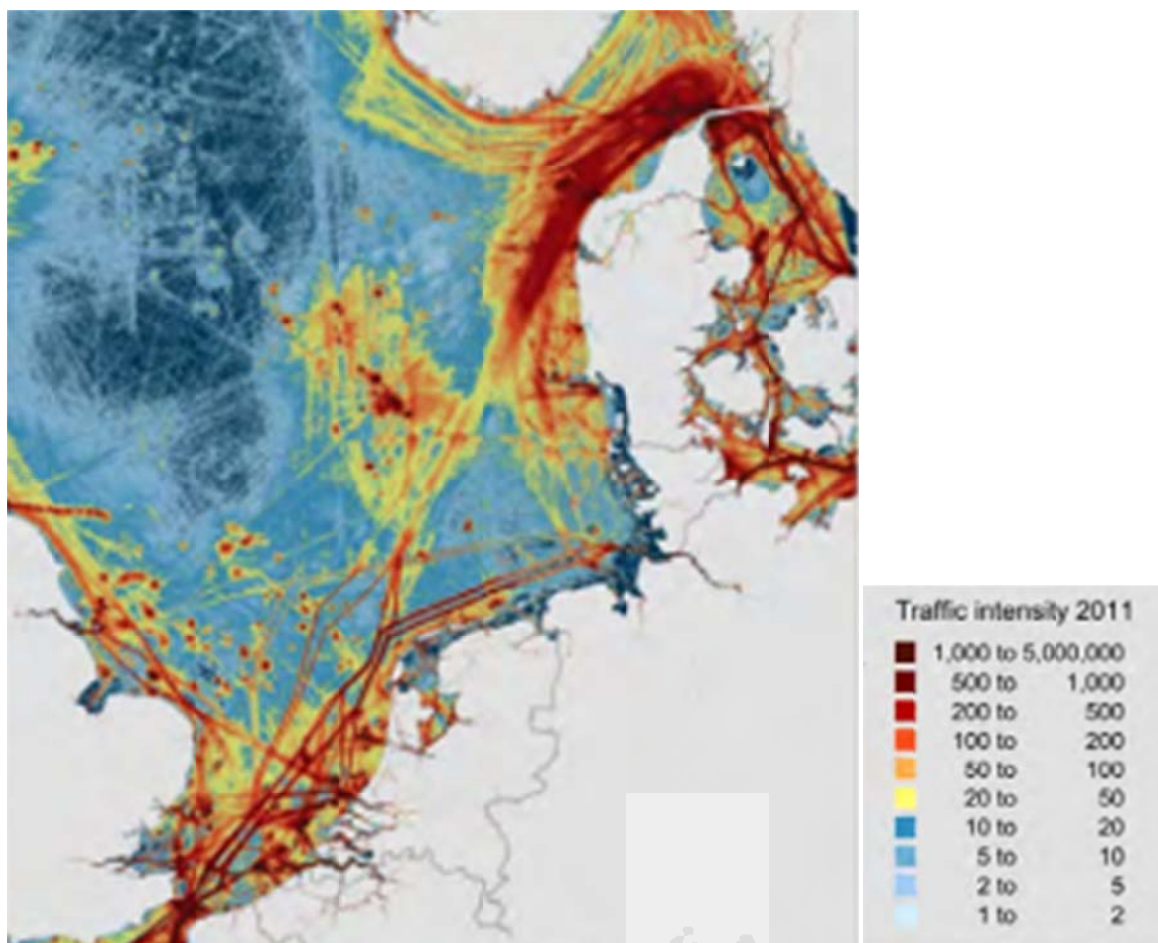 Traffic intensity 2011
1,000 to 5,000,000
500 to 1,000
200 to 500
100 to 200
50 to 100
20 to 50
10 to 20
5 to 10
2 to 5
1 to 2